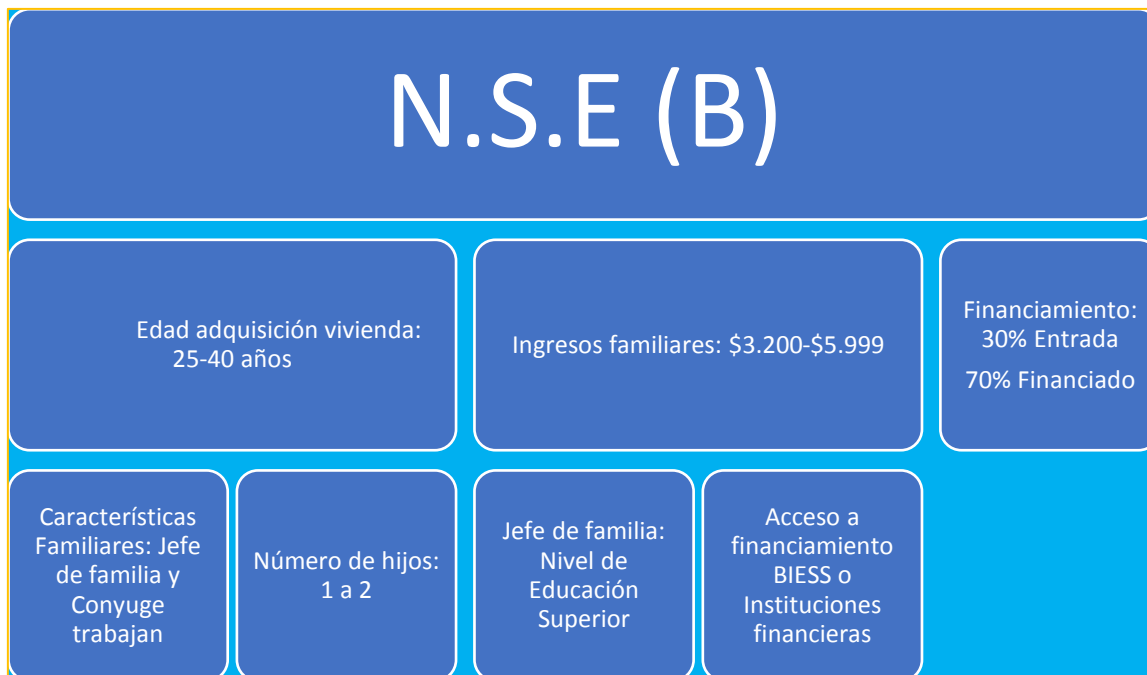 N.S.E (B)
Edad adquisición vivienda:
25-40 años
Ingresos familiares: $3.200-$5.999
Financiamiento:
30% Entrada
70% Financiado
Características
Familiares: Jefe
de familia y
Conyuge
trabajan
Número de hijos:
1 a 2
Jefe de familia:
Nivel de
Educación
Superior
Acceso a
financiamiento
BIESS o
Instituciones
financieras